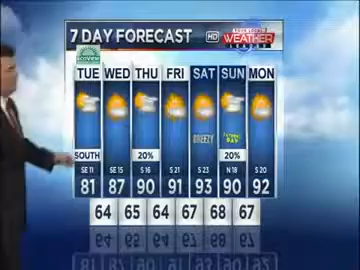 7 DAY FORECAST HD
WEATHER
LEADER
TUE WED THU FRI SAT SUN MON
BREEZY
SOUTH 20% 20%
SE 11 SE 15 S 16 S 21 S 23 N 18 S 20
81 87 90 91 93 90 92
64 65 64 67 68 67